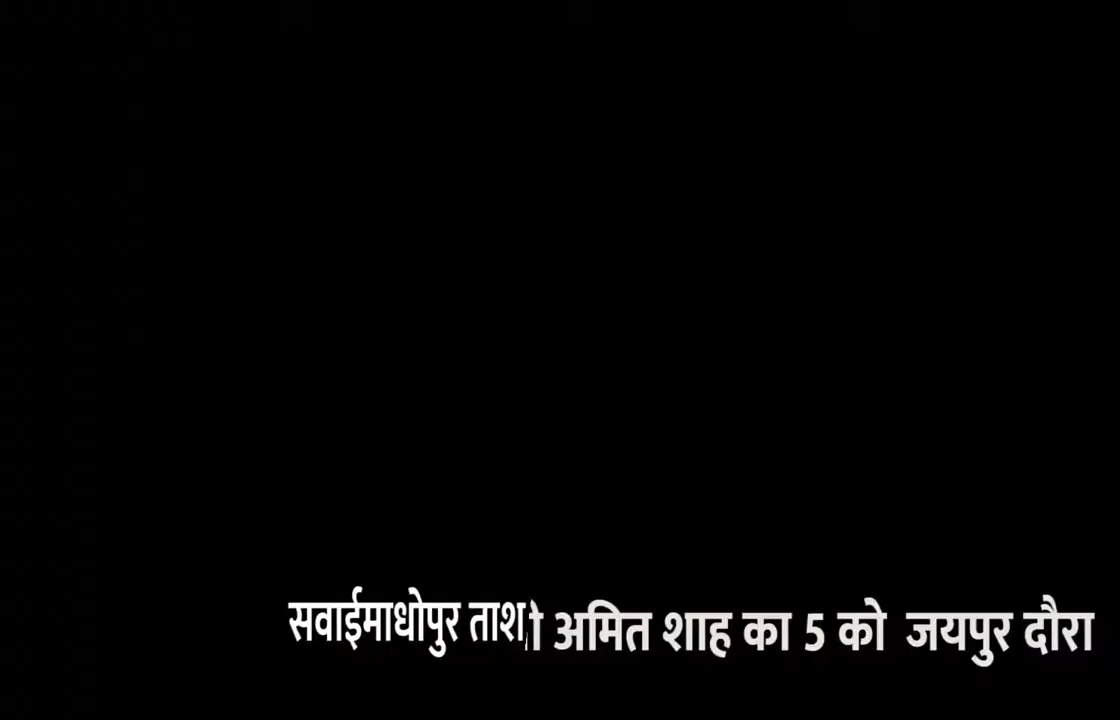 सवाईमाधोपुर ताश
अमित शाह का 5 को जयपुर दौरा